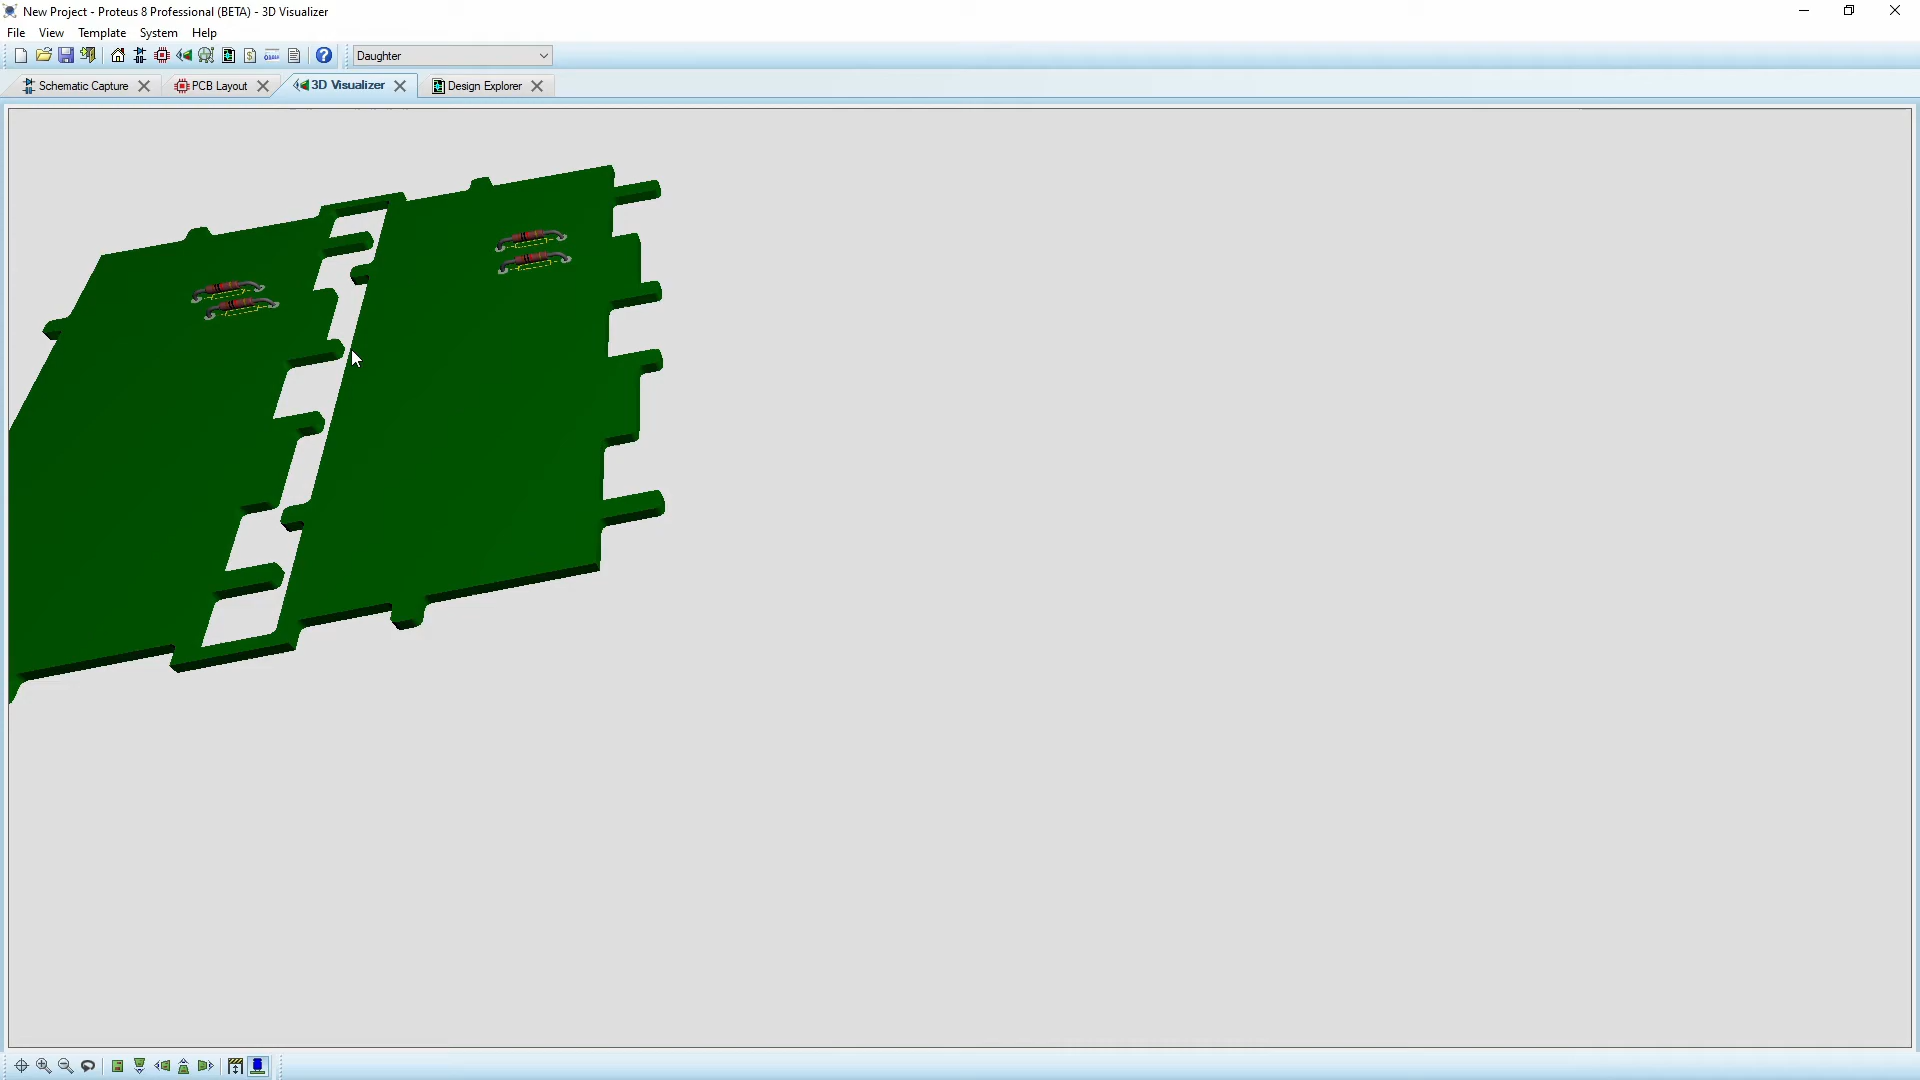 New Project - Proteus 8 Professional (BETA) - 3D Visualizer
File View Template System Help
Daughter
Schematic Capture PCB Layout 3D Visualizer Design Explorer